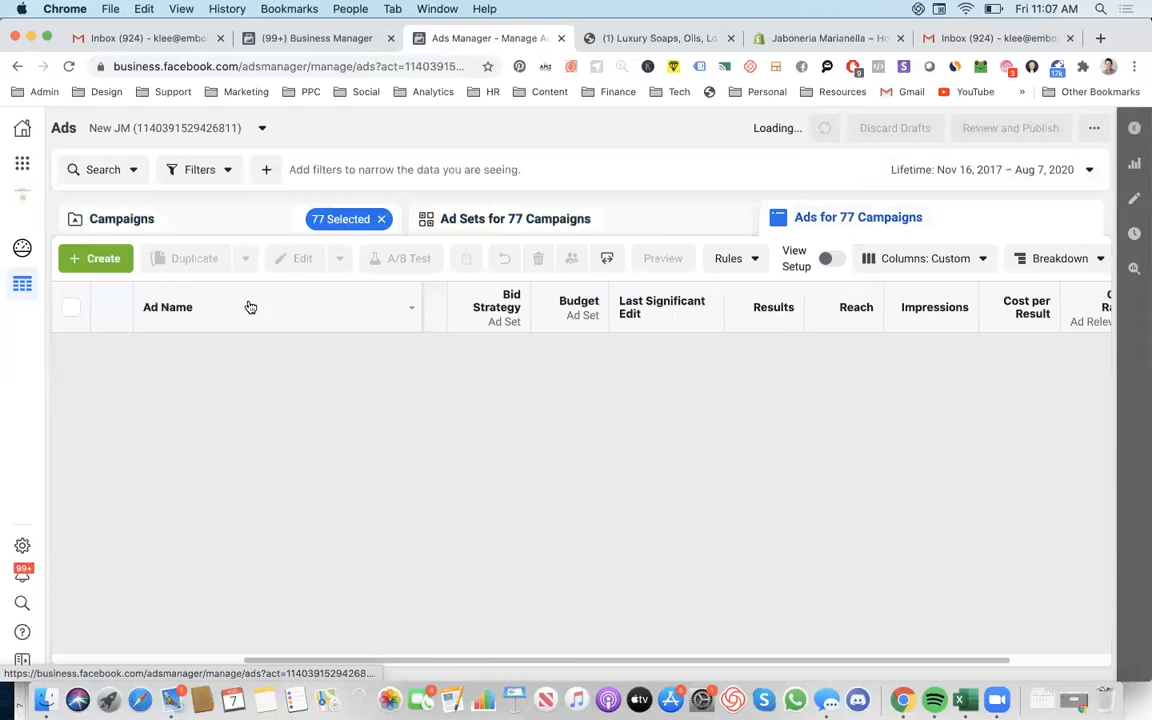 Chrome File Edit View History Bookmarks People Tab Window Help Fri 11:07 AM
Inbox (924) - klee@embo (99+) Business Manager Ads Manager - Manage A (1) Luxury Soaps, Oils, Lo Jaboneria Marianella ~ Ho Inbox (924) - klee@embo
business.facebook.com/adsmanager/manage/ads?act=11403915... 9 3 17k
Admin Design Support Marketing PPC Social Analytics HR Content Finance Tech Personal Resources Gmail YouTube » Other Bookmarks
Ads New JM (1140391529426811) Loading... Discard Drafts Review and Publish
Search Filters Add filters to narrow the data you are seeing. Lifetime: Nov 16, 2017 – Aug 7, 2020
Campaigns 77 Selected Ad Sets for 77 Campaigns Ads for 77 Campaigns
+ Create Duplicate Edit A/B Test Preview Rules View Setup Columns: Custom Breakdown
Ad Name
Bid Strategy
Ad Set
Budget
Ad Set
Last Significant Edit
Results
Reach
Impressions
Cost per Result
Ad Relev
99+
https://business.facebook.com/adsmanager/manage/ads?act=11403915294268...